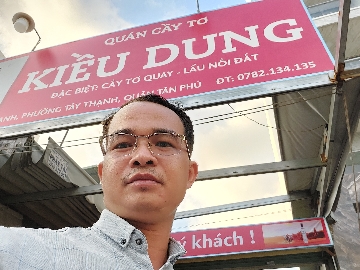 QUÁN CẦY TƠ
KIỀU DUNG
ĐẶC BIỆT: CẦY TƠ QUAY - LẨU NỒI ĐẤT
ANH, PHƯỜNG TÂY THẠNH, QUẬN TÂN PHÚ ĐT: 0782.134.135
ý khách !